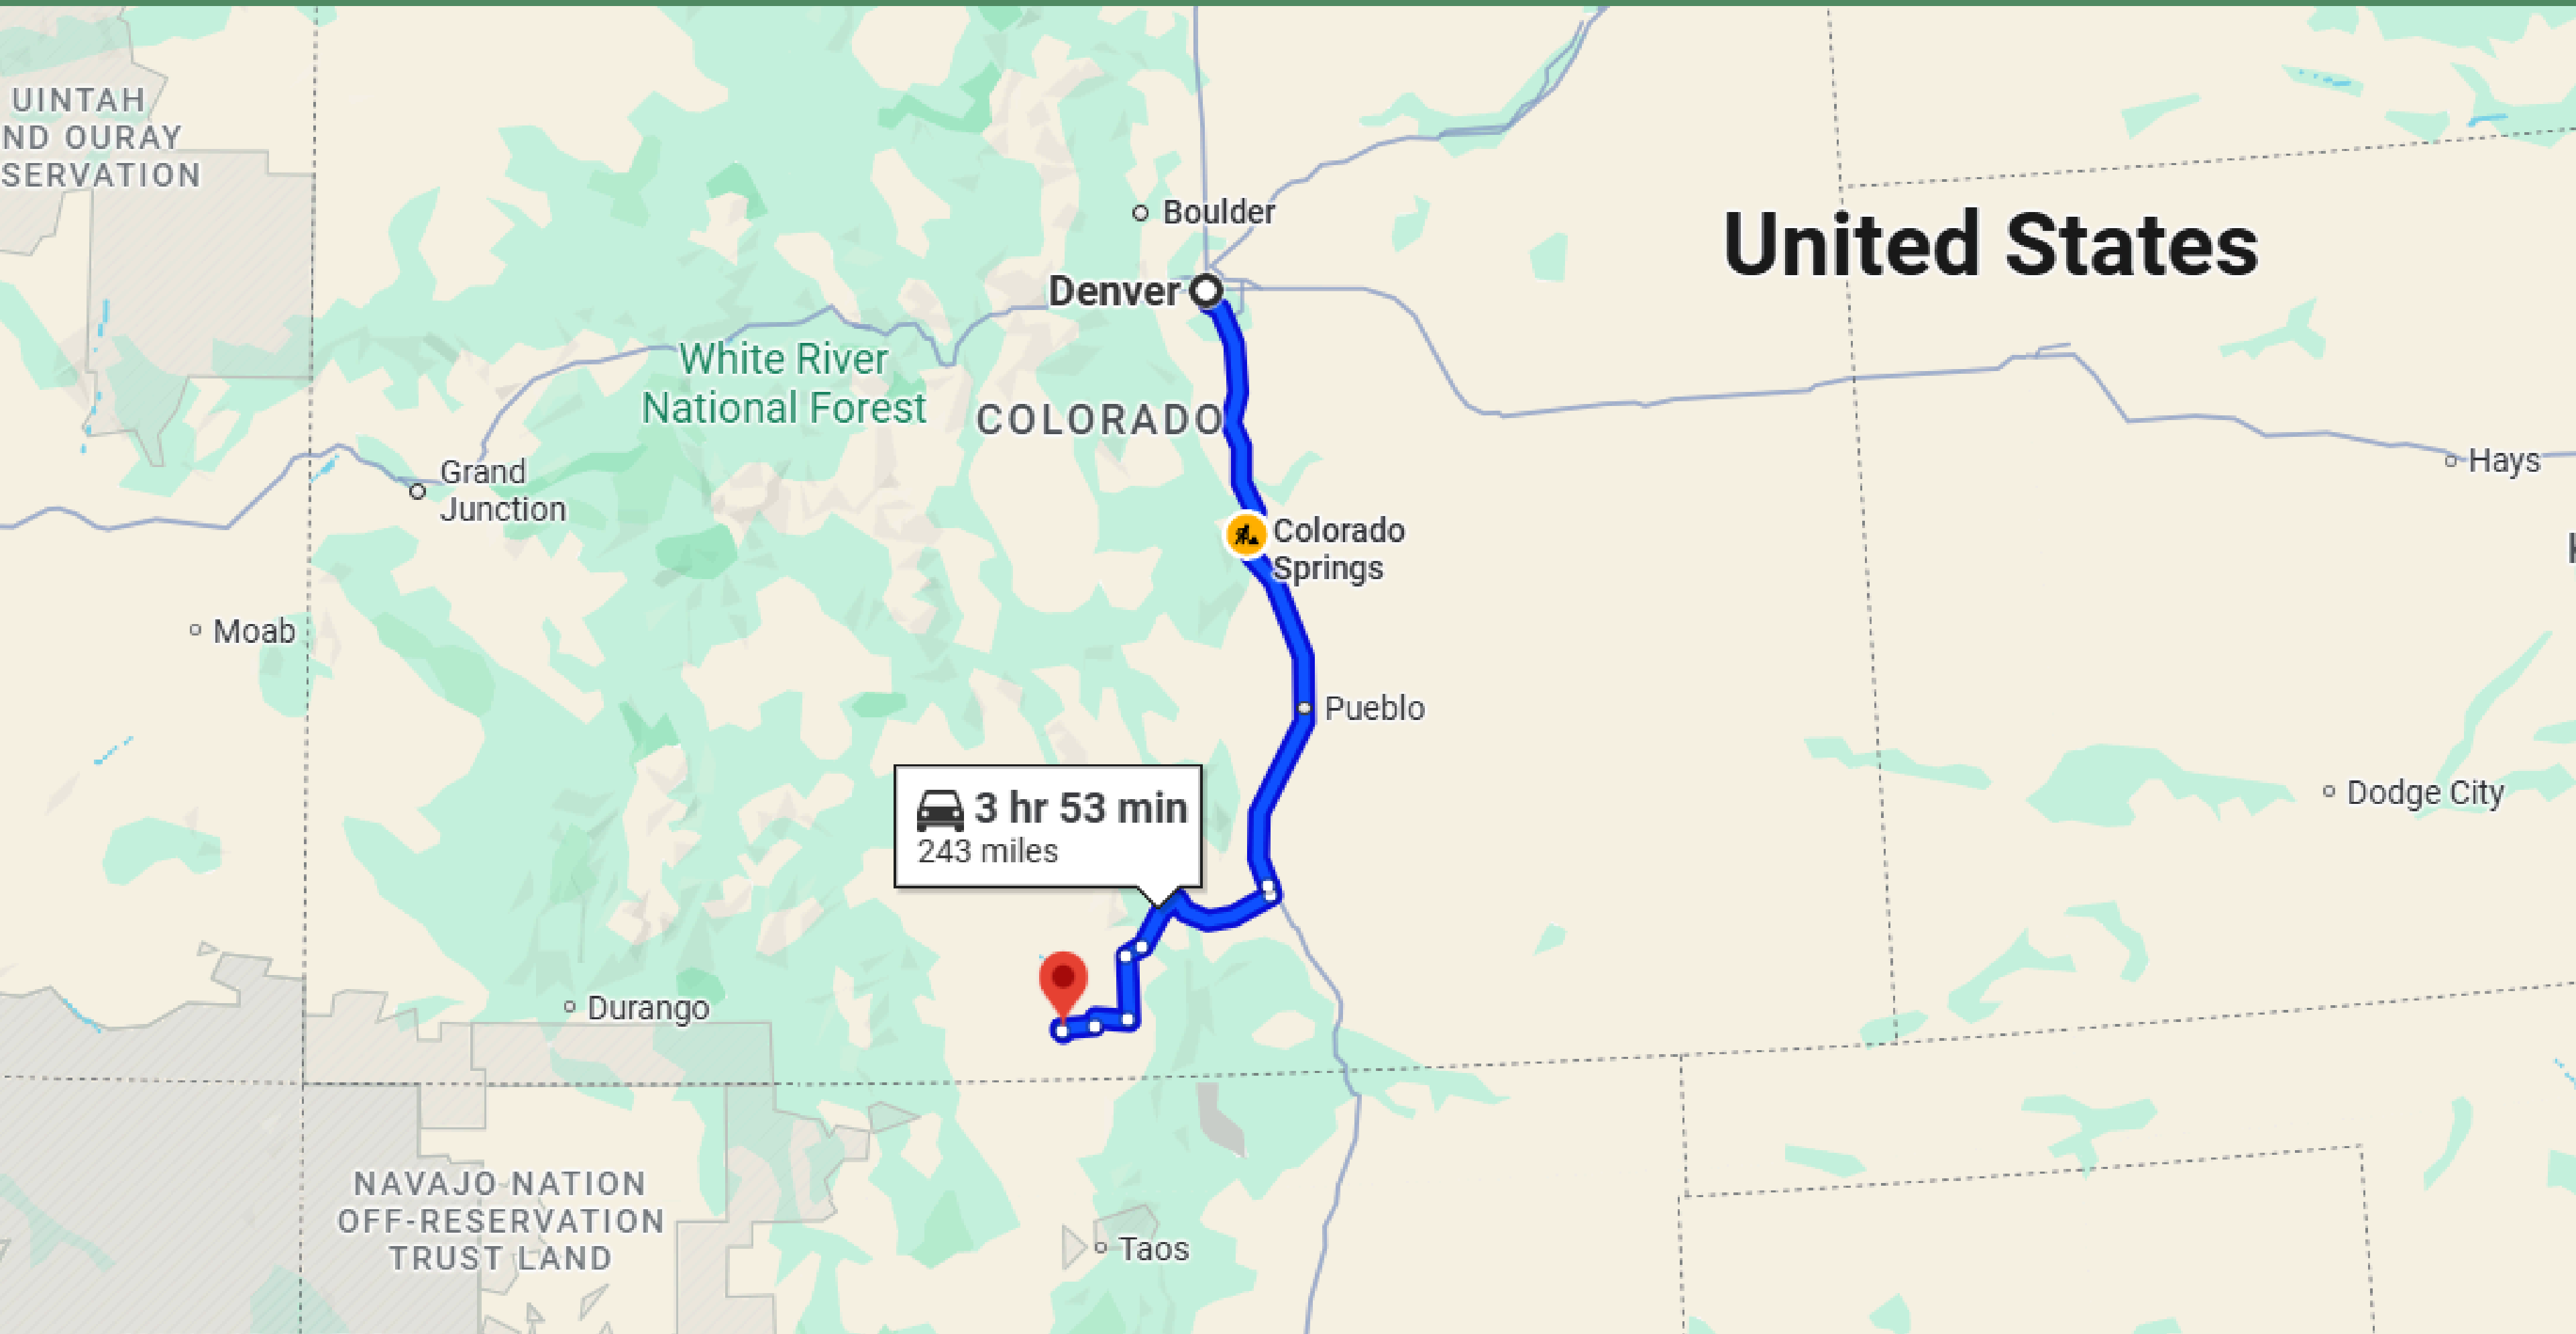 UINTAH
ND OURAY
SERVATION
Boulder
United States
Denver
White River
National Forest
COLORADO
Grand
Junction
Hays
Colorado
Springs
Moab
Pueblo
3 hr 53 min
243 miles
Dodge City
Durango
NAVAJO NATION
OFF-RESERVATION
TRUST LAND
Taos